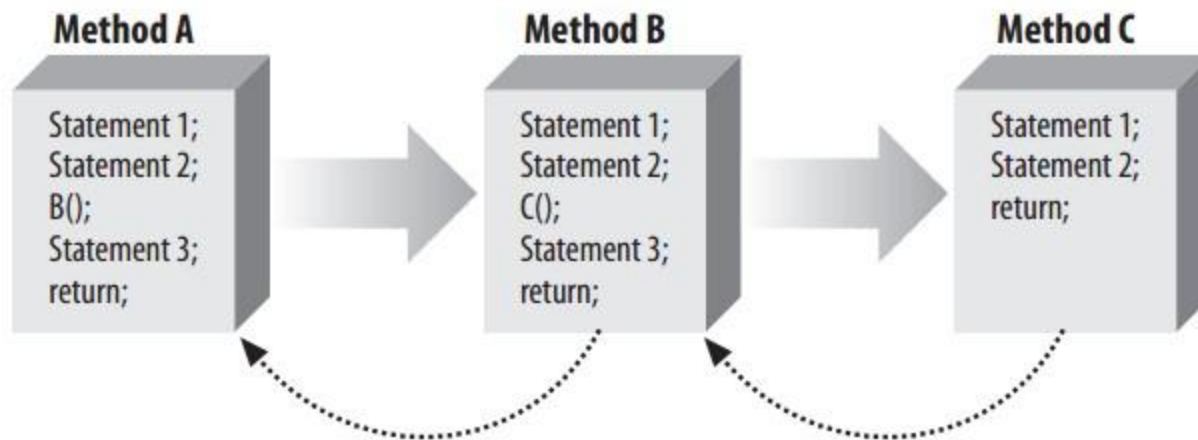 Method A
Statement 1;
Statement 2;
B();
Statement 3;
return;
Method B
Statement 1;
Statement 2;
C();
Statement 3;
return;
Method C
Statement 1;
Statement 2;
return;